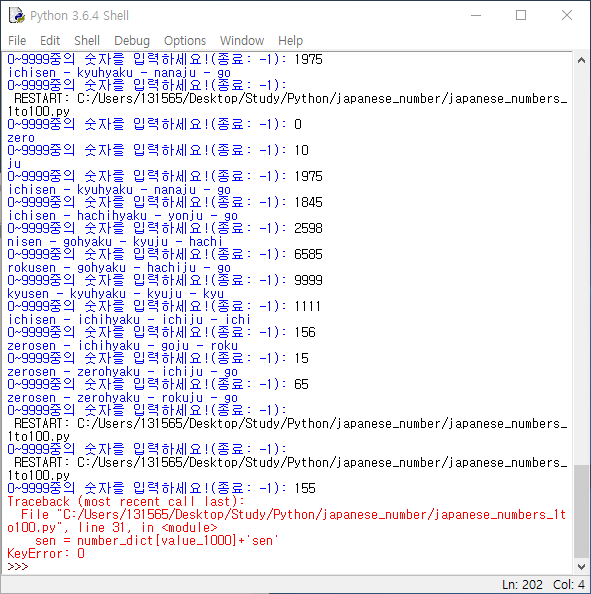 Python 3.6.4 Shell
File Edit Shell Debug Options Window Help
0~9999중의 숫자를 입력하세요!(종료: -1): 1975
ichisen - kyuhyaku - nanaju - go
0~9999중의 숫자를 입력하세요!(종료: -1):
RESTART: C:/Users/131565/Desktop/Study/Python/japanese_number/japanese_numbers_
1to100.py
0~9999중의 숫자를 입력하세요!(종료: -1): 0
zero
0~9999중의 숫자를 입력하세요!(종료: -1): 10
ju
0~9999중의 숫자를 입력하세요!(종료: -1): 1975
ichisen - kyuhyaku - nanaju - go
0~9999중의 숫자를 입력하세요!(종료: -1): 1845
ichisen - hachihyaku - yonju - go
0~9999중의 숫자를 입력하세요!(종료: -1): 2598
nisen - gohyaku - kyuju - hachi
0~9999중의 숫자를 입력하세요!(종료: -1): 6585
rokusen - gohyaku - hachiju - go
0~9999중의 숫자를 입력하세요!(종료: -1): 9999
kyusen - kyuhyaku - kyuju - kyu
0~9999중의 숫자를 입력하세요!(종료: -1): 1111
ichisen - ichihyaku - ichiju - ichi
0~9999중의 숫자를 입력하세요!(종료: -1): 156
zerosen - ichihyaku - goju - roku
0~9999중의 숫자를 입력하세요!(종료: -1): 15
zerosen - zerohyaku - ichiju - go
0~9999중의 숫자를 입력하세요!(종료: -1): 65
zerosen - zerohyaku - rokuju - go
0~9999중의 숫자를 입력하세요!(종료: -1):
RESTART: C:/Users/131565/Desktop/Study/Python/japanese_number/japanese_numbers_
1to100.py
0~9999중의 숫자를 입력하세요!(종료: -1):
RESTART: C:/Users/131565/Desktop/Study/Python/japanese_number/japanese_numbers_
1to100.py
0~9999중의 숫자를 입력하세요!(종료: -1): 155
Traceback (most recent call last):
File "C:/Users/131565/Desktop/Study/Python/japanese_number/japanese_numbers_1t
o100.py", line 31, in <module>
sen = number_dict[value_1000]+'sen'
KeyError: 0
>>>
Ln: 202 Col: 4